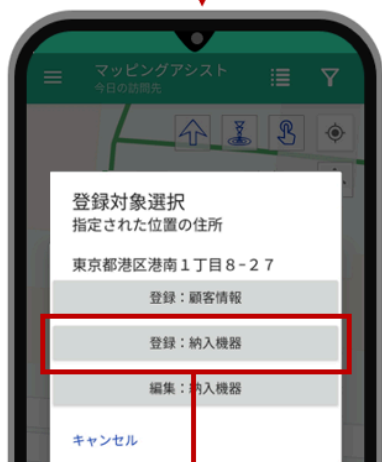 マッピングアシスト
今日の訪問先
登録対象選択
指定された位置の住所
東京都港区港南１丁目８−２７
登録：顧客情報
登録：納入機器
編集：納入機器
キャンセル